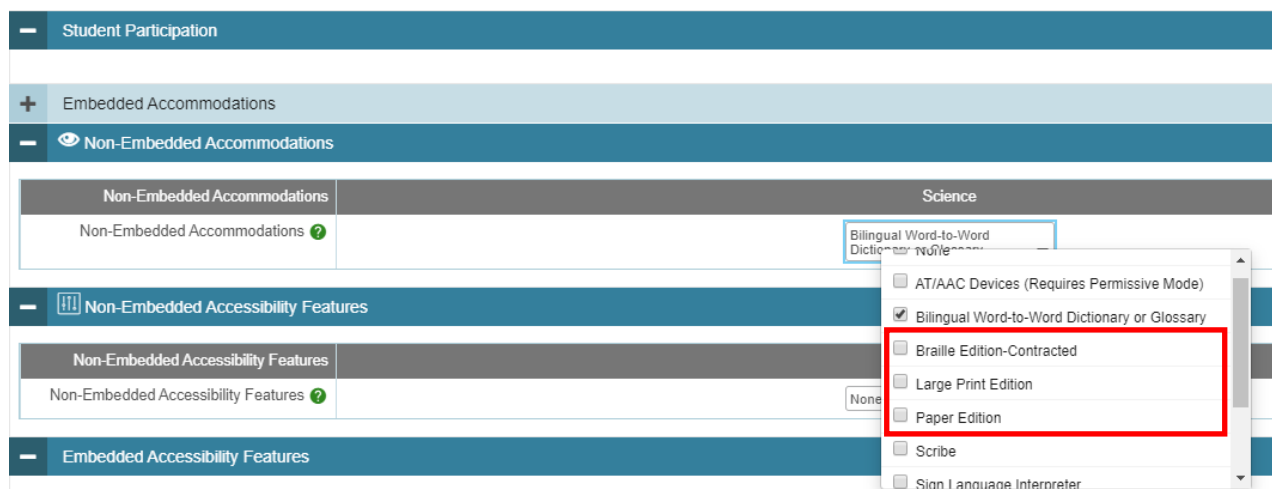 Student Participation
Embedded Accommodations
Non-Embedded Accommodations
Non-Embedded Accommodations Science
Non-Embedded Accommodations
Bilingual Word-to-Word
Dictionary or Glossary
None
AT/AAC Devices (Requires Permissive Mode)
Non-Embedded Accessibility Features
Bilingual Word-to-Word Dictionary or Glossary
Braille Edition-Contracted
Non-Embedded Accessibility Features
Large Print Edition
Non-Embedded Accessibility Features
None
Paper Edition
Scribe
Embedded Accessibility Features
Sign Language Interpreter